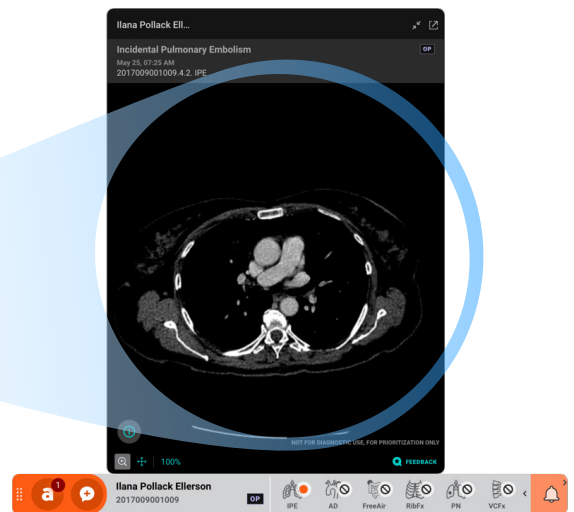 Ilana Pollack Ell...
Incidental Pulmonary Embolism
OP
May 25, 07:25 AM
2017009001009.4.2. IPE
NOT FOR DIAGNOSTIC USE, FOR PRIORITIZATION ONLY
100%
FEEDBACK
a
1
Ilana Pollack Ellerson
2017009001009
OP
IPE
AD
FreeAir
RibFx
PN
VCFx